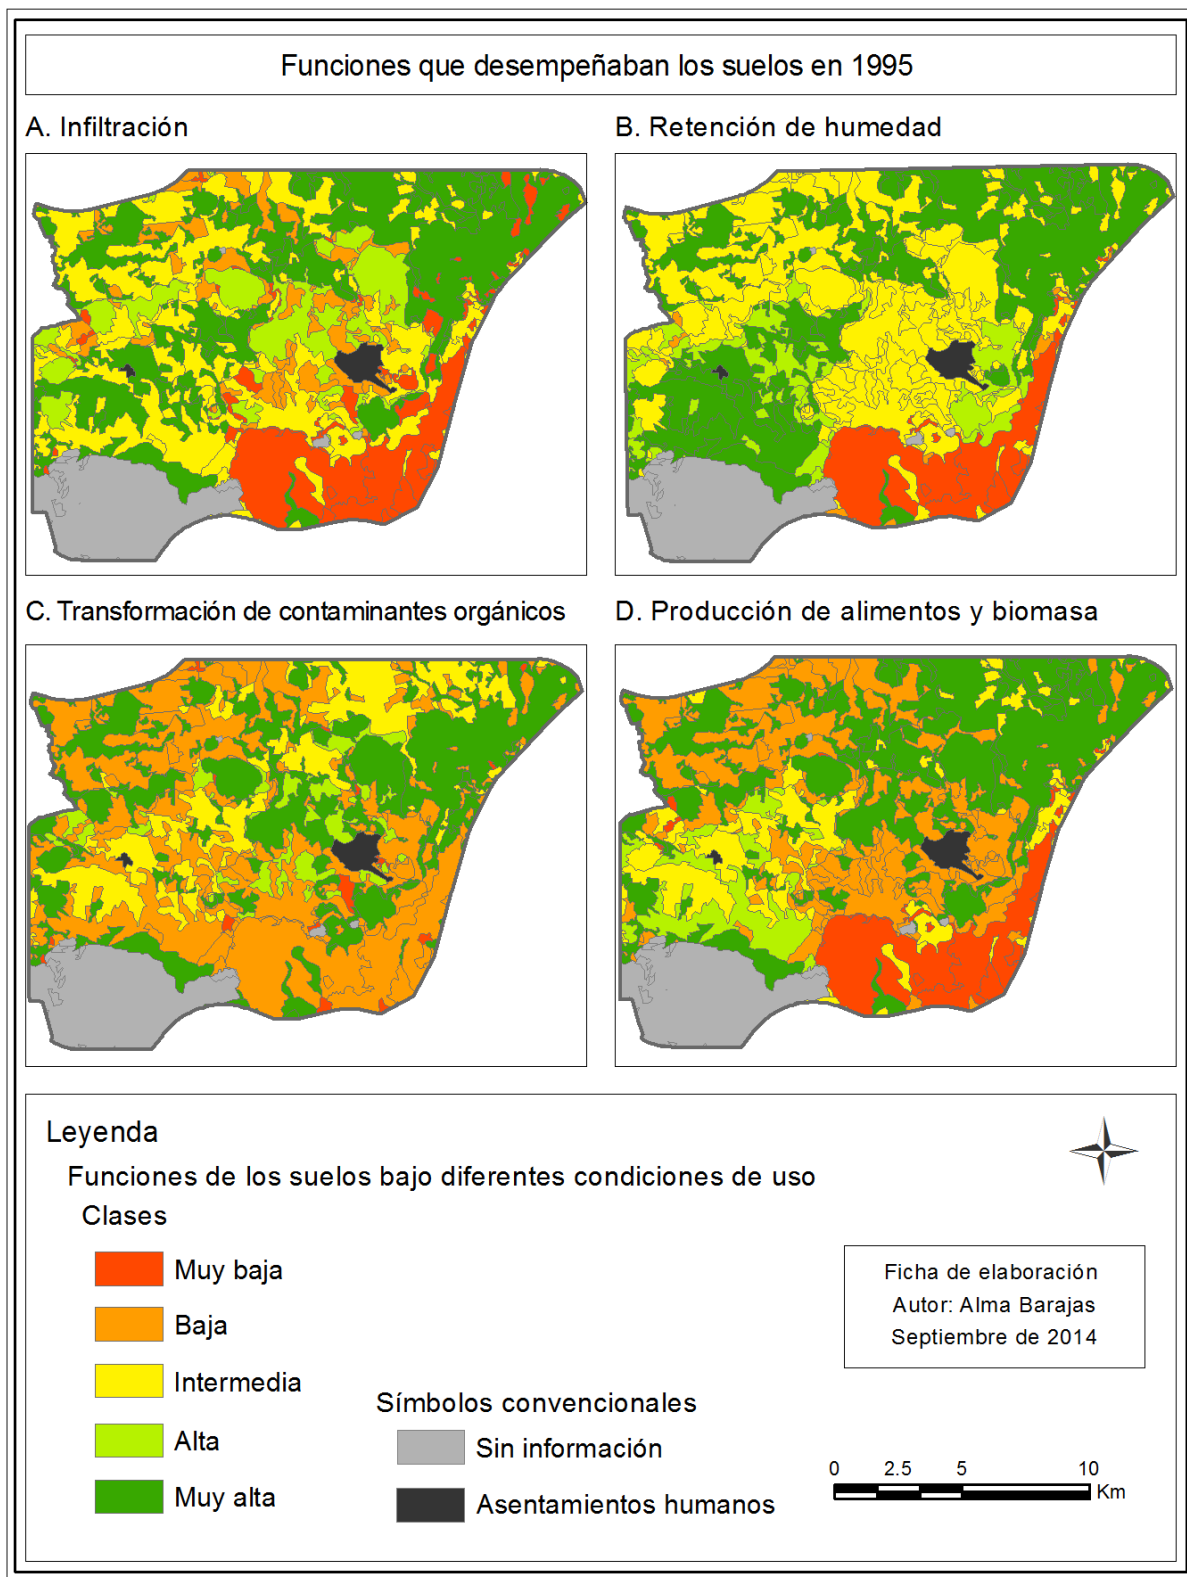 Funciones que desempeñaban los suelos en 1995
A. Infiltración
B. Retención de humedad
C. Transformación de contaminantes orgánicos
D. Producción de alimentos y biomasa
Leyenda
Funciones de los suelos bajo diferentes condiciones de uso
Clases
Muy baja
Baja
Intermedia
Alta
Muy alta
Símbolos convencionales
Sin información
Asentamientos humanos
Ficha de elaboración
Autor: Alma Barajas
Septiembre de 2014
0 2.5 5 10
Km